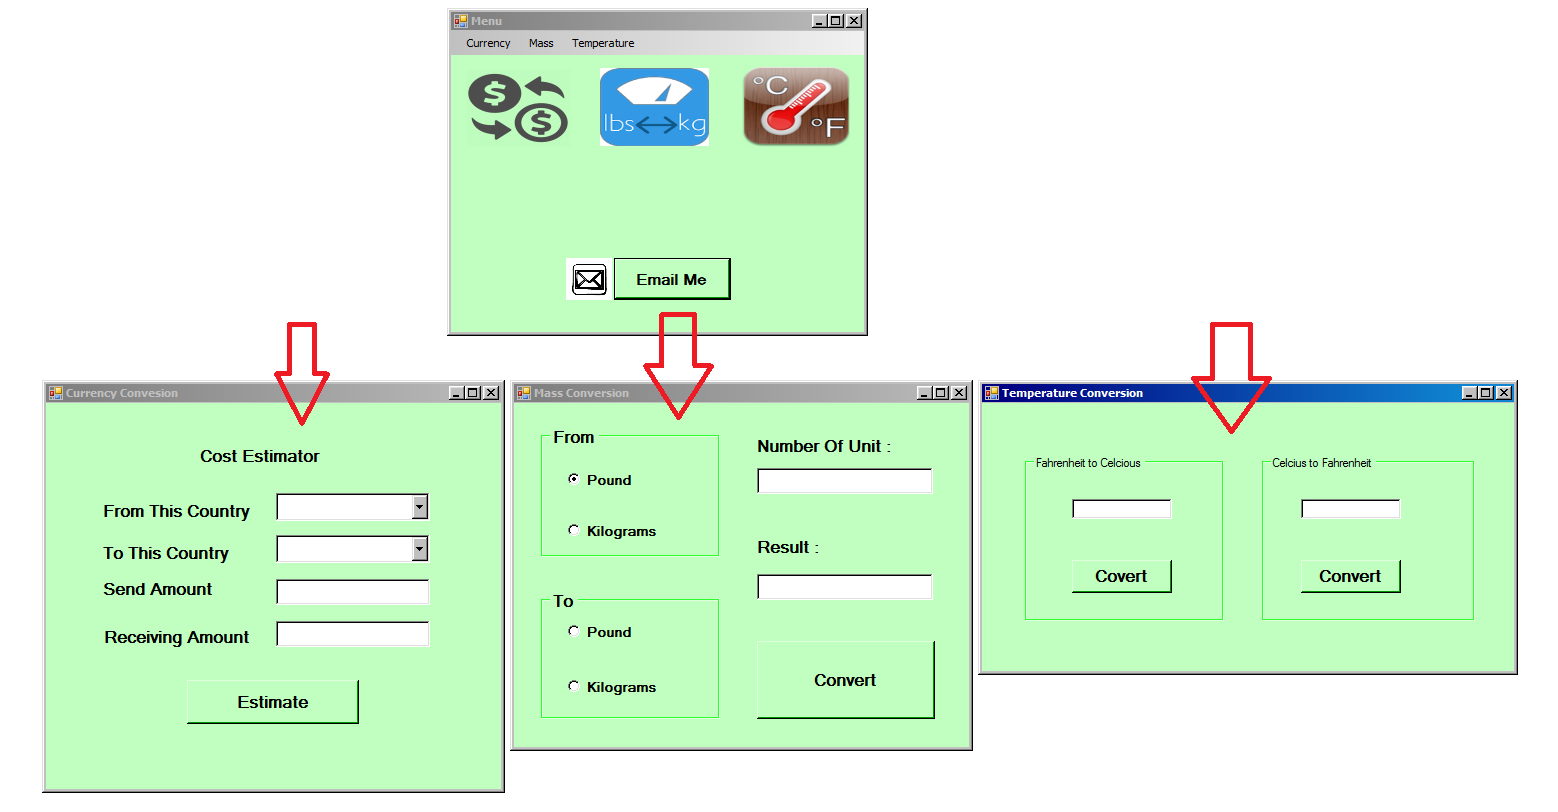 Menu
Currency Mass Temperature
$
$
lbs kg
°C
°F
Email Me
Currency Convesion
Cost Estimator
From This Country
To This Country
Send Amount
Receiving Amount
Estimate
Mass Conversion
From
Pound
Kilograms
To
Pound
Kilograms
Number Of Unit :
Result :
Convert
Temperature Conversion
Fahrenheit to Celcious
Covert
Celcius to Fahrenheit
Convert